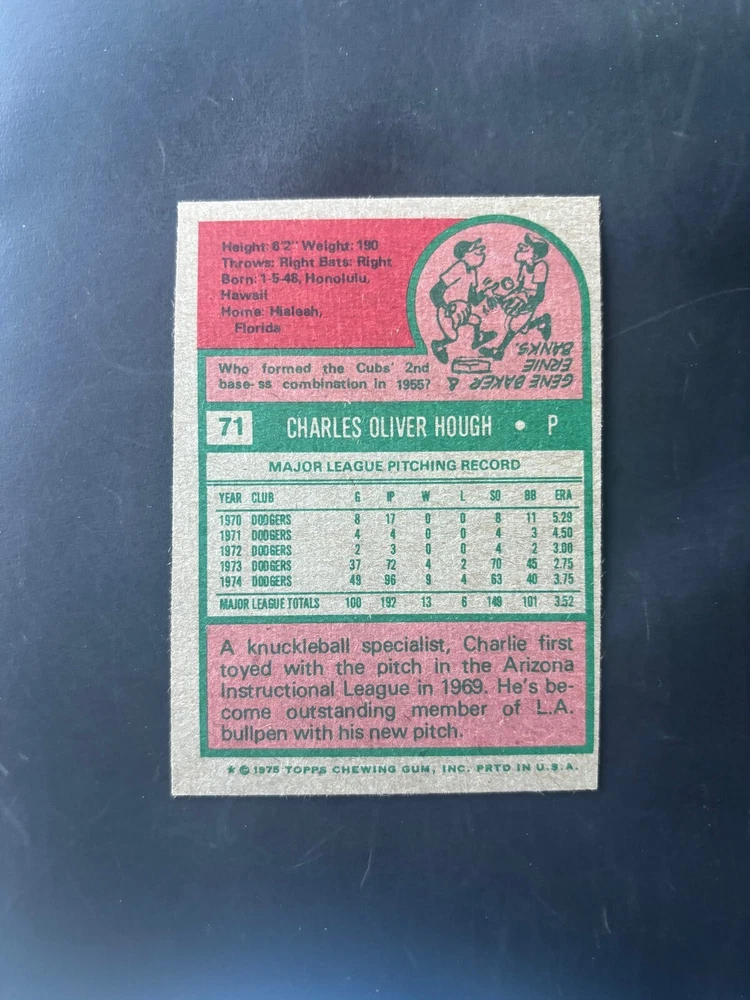 Height: 6'2" Weight: 190
Throws: Right Bats: Right
Born: 1-5-48, Honolulu,
Hawaii
Home: Hialeah,
Florida
Who formed the Cubs' 2nd
base-ss combination in 1955?
GENE BAKER &
ERNIE
BANKS.
71 CHARLES OLIVER HOUGH • P
MAJOR LEAGUE PITCHING RECORD
YEAR CLUB G IP W L SO BB ERA
1970 DODGERS 8 17 0 0 8 11 5.29
1971 DODGERS 4 4 0 0 4 3 4.50
1972 DODGERS 2 3 0 0 4 2 3.00
1973 DODGERS 37 72 4 2 70 45 2.75
1974 DODGERS 49 96 9 4 63 40 3.75
MAJOR LEAGUE TOTALS 100 192 13 6 149 101 3.52
A knuckleball specialist, Charlie first
toyed with the pitch in the Arizona
Instructional League in 1969. He's be-
come outstanding member of L.A.
bullpen with his new pitch.
★ © 1975 TOPPS CHEWING GUM, INC. PRTD IN U.S.A.